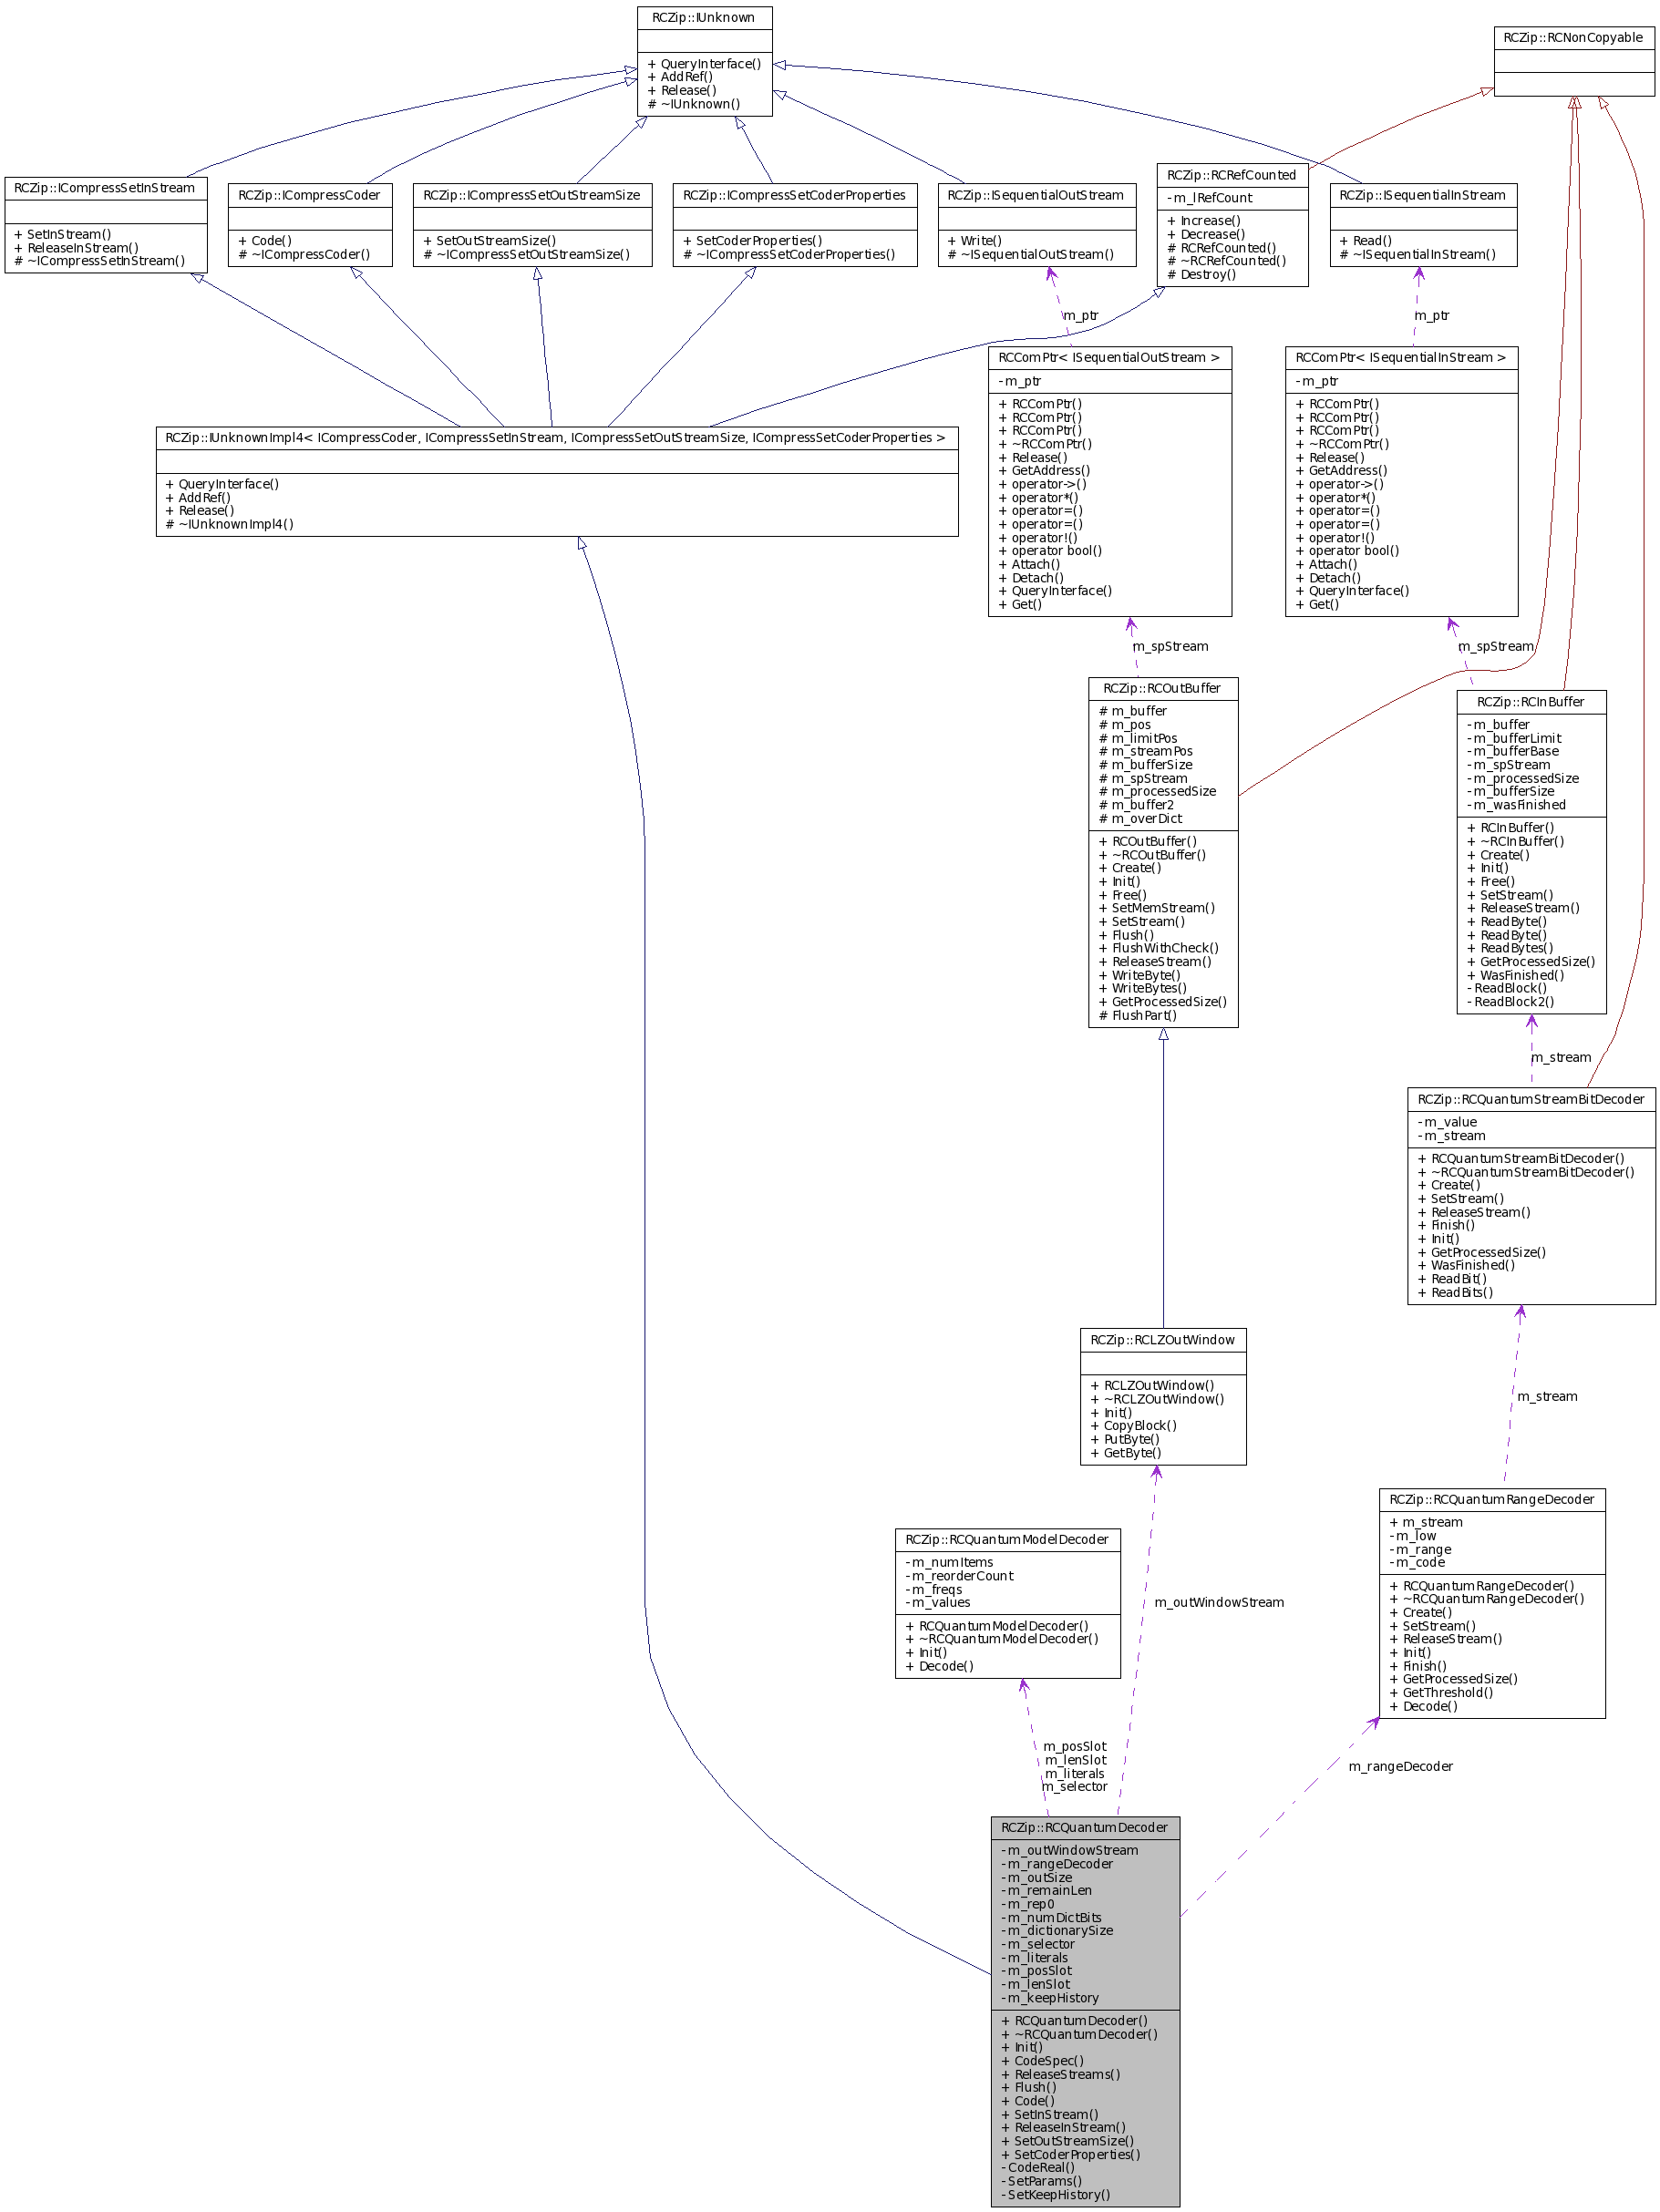 RCZip::IUnknown
+ QueryInterface()
+ AddRef()
+ Release()
# ~IUnknown()
RCZip::RCNonCopyable
RCZip::ICompressSetInStream
+ SetInStream()
+ ReleaseInStream()
# ~ICompressSetInStream()
RCZip::ICompressCoder
+ Code()
# ~ICompressCoder()
RCZip::ICompressSetOutStreamSize
+ SetOutStreamSize()
# ~ICompressSetOutStreamSize()
RCZip::ICompressSetCoderProperties
+ SetCoderProperties()
# ~ICompressSetCoderProperties()
RCZip::ISequentialOutStream
+ Write()
# ~ISequentialOutStream()
RCZip::RCRefCounted
- m_lRefCount
+ Increase()
+ Decrease()
# RCRefCounted()
# ~RCRefCounted()
# Destroy()
RCZip::ISequentialInStream
+ Read()
# ~ISequentialInStream()
m_ptr
m_ptr
RCZip::IUnknownImpl4< ICompressCoder, ICompressSetInStream, ICompressSetOutStreamSize, ICompressSetCoderProperties >
+ QueryInterface()
+ AddRef()
+ Release()
# ~IUnknownImpl4()
RCComPtr< ISequentialOutStream >
- m_ptr
+ RCComPtr()
+ RCComPtr()
+ RCComPtr()
+ ~RCComPtr()
+ Release()
+ GetAddress()
+ operator->()
+ operator*()
+ operator=()
+ operator=()
+ operator!()
+ operator bool()
+ Attach()
+ Detach()
+ QueryInterface()
+ Get()
RCComPtr< ISequentialInStream >
- m_ptr
+ RCComPtr()
+ RCComPtr()
+ RCComPtr()
+ ~RCComPtr()
+ Release()
+ GetAddress()
+ operator->()
+ operator*()
+ operator=()
+ operator=()
+ operator!()
+ operator bool()
+ Attach()
+ Detach()
+ QueryInterface()
+ Get()
m_spStream
m_spStream
RCZip::RCOutBuffer
# m_buffer
# m_pos
# m_limitPos
# m_streamPos
# m_bufferSize
# m_spStream
# m_processedSize
# m_buffer2
# m_overDict
+ RCOutBuffer()
+ ~RCOutBuffer()
+ Create()
+ Init()
+ Free()
+ SetMemStream()
+ SetStream()
+ Flush()
+ FlushWithCheck()
+ ReleaseStream()
+ WriteByte()
+ WriteBytes()
+ GetProcessedSize()
# FlushPart()
RCZip::RCInBuffer
- m_buffer
- m_bufferLimit
- m_bufferBase
- m_spStream
- m_processedSize
- m_bufferSize
- m_wasFinished
+ RCInBuffer()
+ ~RCInBuffer()
+ Create()
+ Init()
+ Free()
+ SetStream()
+ ReleaseStream()
+ ReadByte()
+ ReadByte()
+ ReadBytes()
+ GetProcessedSize()
+ WasFinished()
- ReadBlock()
- ReadBlock2()
m_stream
RCZip::RCQuantumStreamBitDecoder
- m_value
- m_stream
+ RCQuantumStreamBitDecoder()
+ ~RCQuantumStreamBitDecoder()
+ Create()
+ SetStream()
+ ReleaseStream()
+ Finish()
+ Init()
+ GetProcessedSize()
+ WasFinished()
+ ReadBit()
+ ReadBits()
RCZip::RCLZOutWindow
+ RCLZOutWindow()
+ ~RCLZOutWindow()
+ Init()
+ CopyBlock()
+ PutByte()
+ GetByte()
m_stream
RCZip::RCQuantumRangeDecoder
+ m_stream
- m_low
- m_range
- m_code
+ RCQuantumRangeDecoder()
+ ~RCQuantumRangeDecoder()
+ Create()
+ SetStream()
+ ReleaseStream()
+ Init()
+ Finish()
+ GetProcessedSize()
+ GetThreshold()
+ Decode()
RCZip::RCQuantumModelDecoder
- m_numItems
- m_reorderCount
- m_freqs
- m_values
+ RCQuantumModelDecoder()
+ ~RCQuantumModelDecoder()
+ Init()
+ Decode()
m_outWindowStream
m_posSlot
m_lenSlot
m_literals
m_selector
m_rangeDecoder
RCZip::RCQuantumDecoder
- m_outWindowStream
- m_rangeDecoder
- m_outSize
- m_remainLen
- m_rep0
- m_numDictBits
- m_dictionarySize
- m_selector
- m_literals
- m_posSlot
- m_lenSlot
- m_keepHistory
+ RCQuantumDecoder()
+ ~RCQuantumDecoder()
+ Init()
+ CodeSpec()
+ ReleaseStreams()
+ Flush()
+ Code()
+ SetInStream()
+ ReleaseInStream()
+ SetOutStreamSize()
+ SetCoderProperties()
- CodeReal()
- SetParams()
- SetKeepHistory()